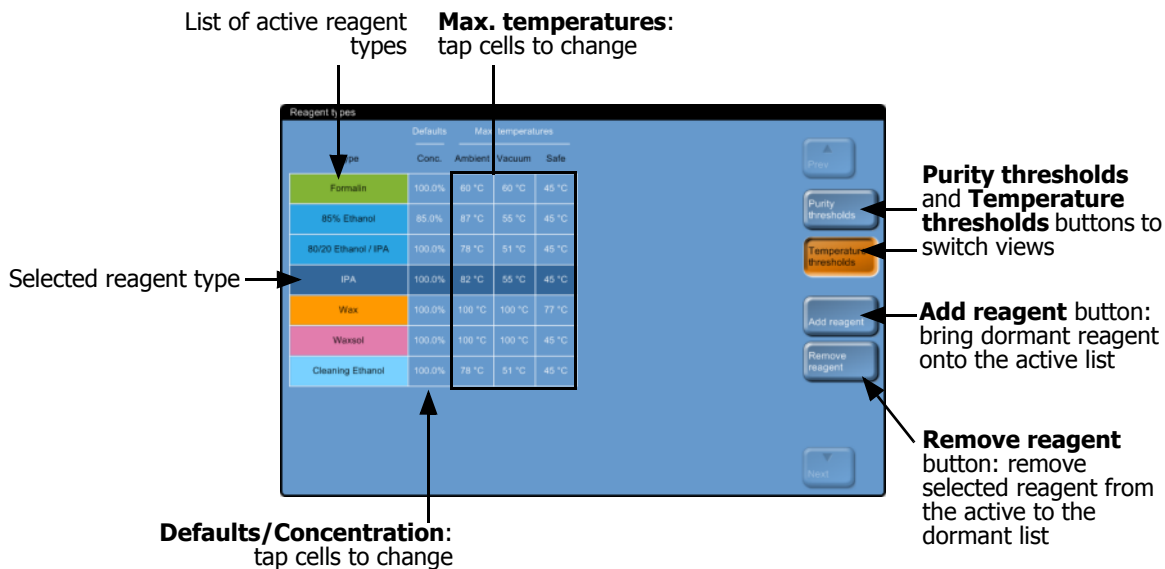 List of active reagent
types
Max. temperatures:
tap cells to change
Reagent types
Defaults
Max. temperatures
Type
Conc.
Ambient
Vacuum
Safe
Formalin
100.0%
60 °C
60 °C
45 °C
85% Ethanol
85.0%
87 °C
55 °C
45 °C
80/20 Ethanol / IPA
100.0%
78 °C
51 °C
45 °C
IPA
100.0%
82 °C
55 °C
45 °C
Wax
100.0%
100 °C
100 °C
77 °C
Waxsol
100.0%
100 °C
100 °C
45 °C
Cleaning Ethanol
100.0%
78 °C
51 °C
45 °C
Prev
Purity
thresholds
Temperature
thresholds
Add reagent
Remove
reagent
Next
Selected reagent type
Purity thresholds
and Temperature
thresholds buttons to
switch views
Add reagent button:
bring dormant reagent
onto the active list
Remove reagent
button: remove
selected reagent from
the active to the
dormant list
Defaults/Concentration:
tap cells to change